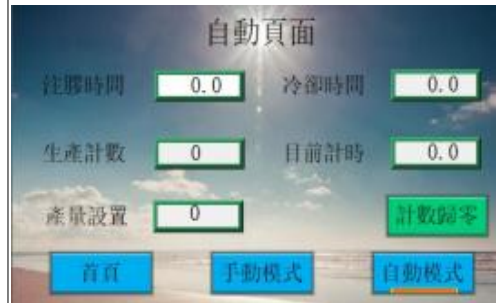 自動頁面
注膠時間 0.0 冷卻時間 0.0
生產計數 0 目前計時 0.0
產量設置 0 計數歸零
首頁 手動模式 自動模式